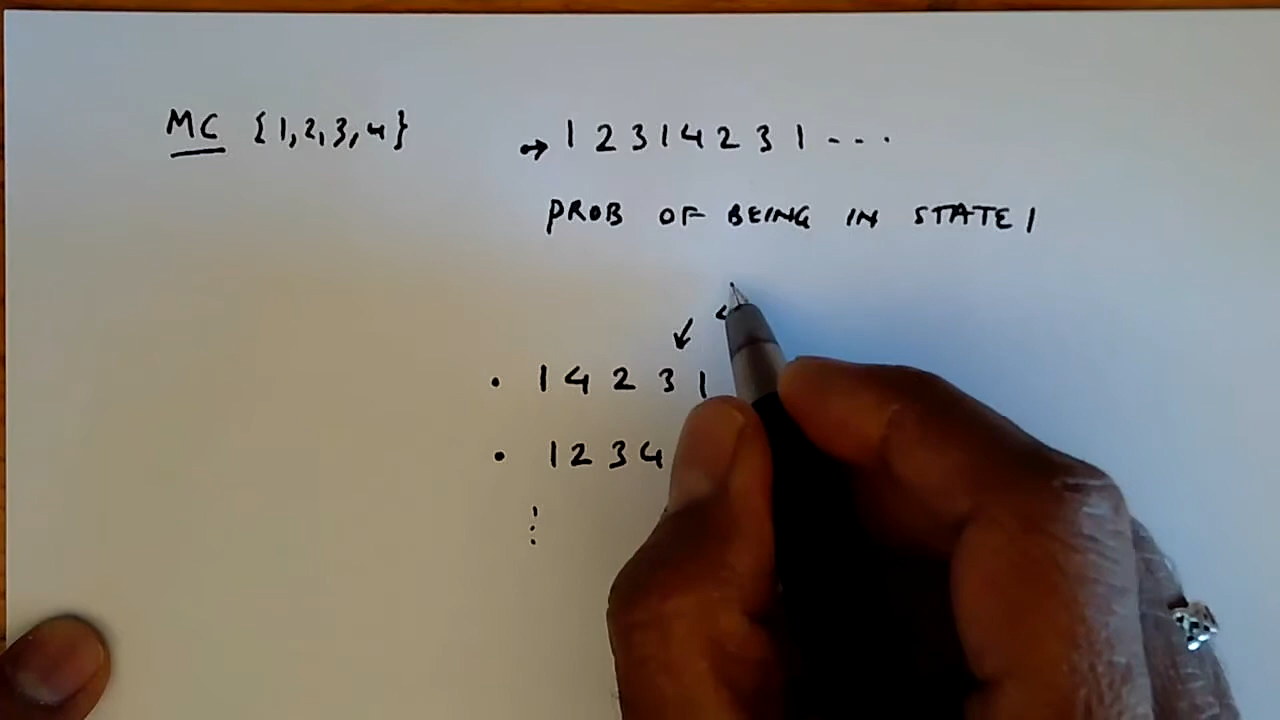 MC {1,2,3,4}
→ 1 2 3 1 4 2 3 1 - - - .
PROB OF BEING IN STATE 1
↙
• 1 4 2 3 1
• 1 2 3 4
⋮